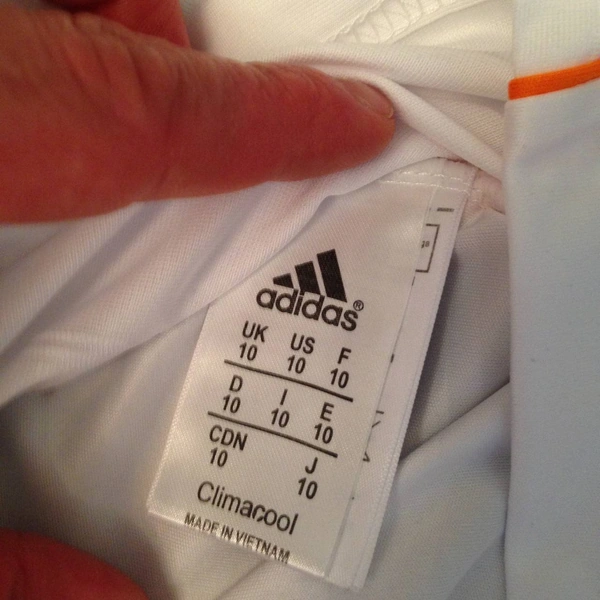 adidas®
UK US F
10 10 10
D I E
10 10 10
CDN J
10 10
Climacool
MADE IN VIETNAM